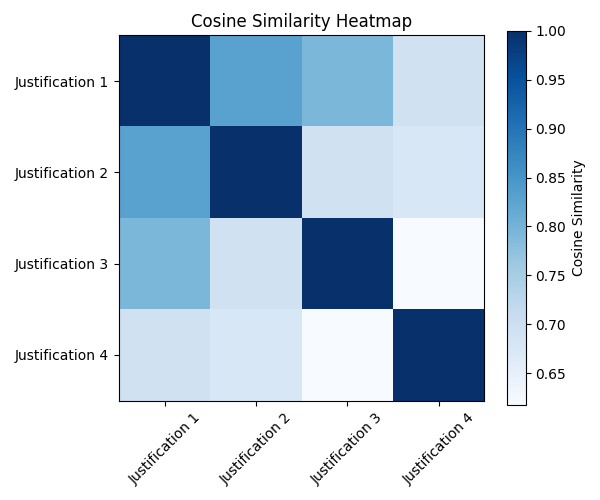 Cosine Similarity Heatmap
Justification 1
Justification 2
Justification 3
Justification 4
Justification 1
Justification 2
Justification 3
Justification 4
1.00
0.95
0.90
0.85
0.80
0.75
0.70
0.65
Cosine Similarity